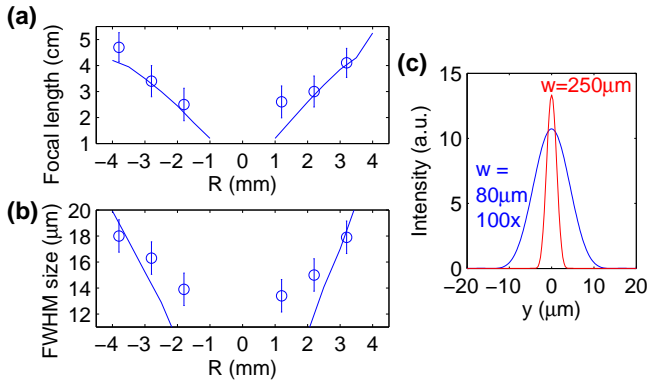 (a)
Focal length (cm)
5
4
3
2
1
−4 −3 −2 −1 0 1 2 3 4
R (mm)
(b)
FWHM size (μm)
20
18
16
14
12
−4 −3 −2 −1 0 1 2 3 4
R (mm)
(c)
Intensity (a.u.)
15
10
5
0
w=250μm
w =
80μm
100x
−20 −10 0 10 20
y (μm)